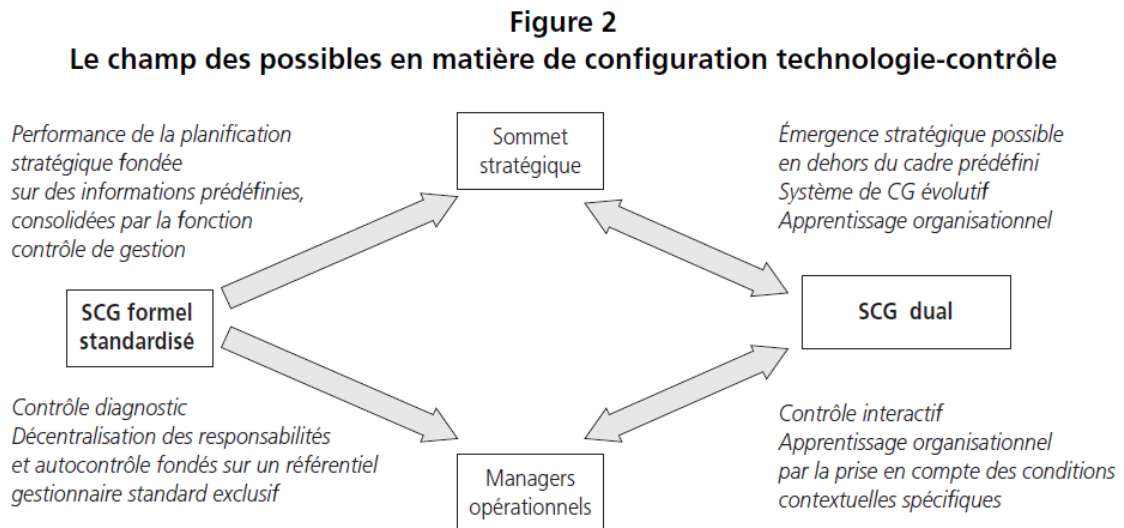 Figure 2
Le champ des possibles en matière de configuration technologie-contrôle
Performance de la planification
stratégique fondée
sur des informations prédéfinies,
consolidées par la fonction
contrôle de gestion
Sommet
stratégique
Émergence stratégique possible
en dehors du cadre prédéfini
Système de CG évolutif
Apprentissage organisationnel
SCG formel
standardisé
SCG dual
Contrôle diagnostic
Décentralisation des responsabilités
et autocontrôle fondés sur un référentiel
gestionnaire standard exclusif
Managers
opérationnels
Contrôle interactif
Apprentissage organisationnel
par la prise en compte des conditions
contextuelles spécifiques